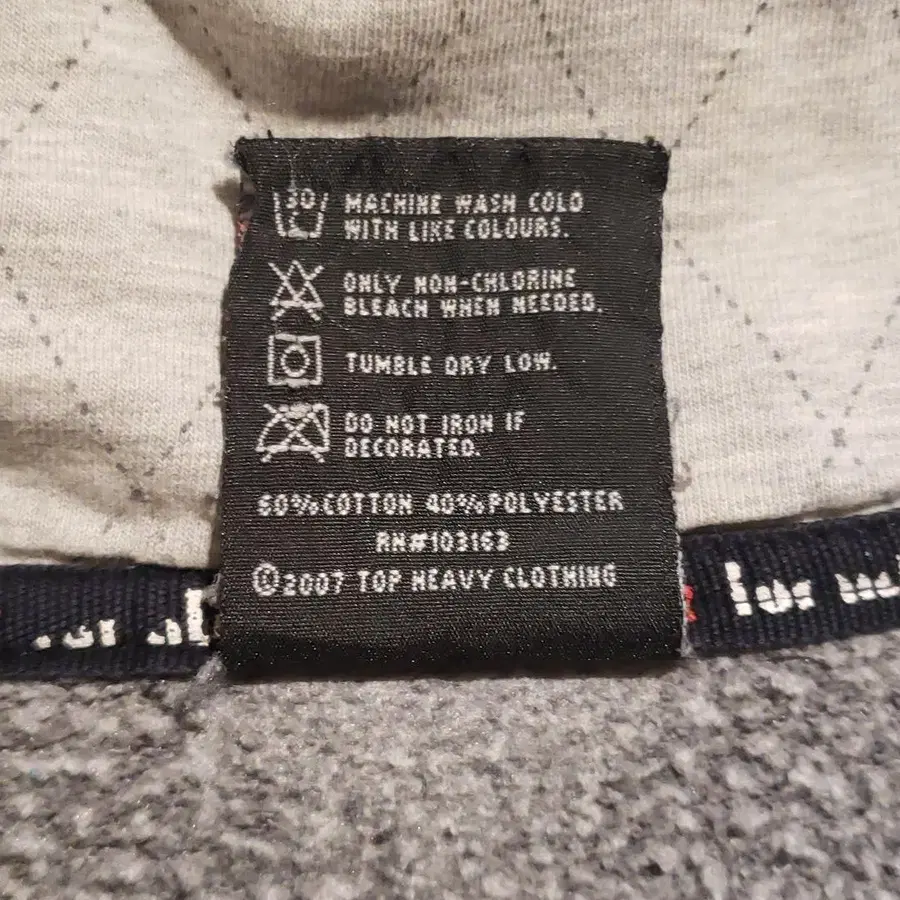 30
C
MACHINE WASH COLD
WITH LIKE COLOURS.
ONLY NON-CHLORINE
BLEACH WHEN NEEDED.
TUMBLE DRY LOW.
DO NOT IRON IF
DECORATED.
60% COTTON 40% POLYESTER
RN#103163
©2007 TOP HEAVY CLOTHING
for